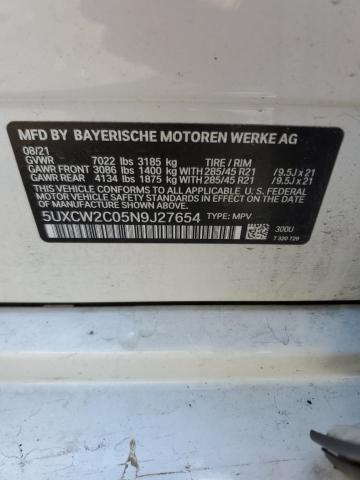 MFD BY BAYERISCHE MOTOREN WERKE AG
08/21
GVWR 7022 lbs 3185 kg TIRE / RIM
GAWR FRONT 3086 lbs 1400 kg WITH 285/45 R21 /9.5J x 21
GAWR REAR 4134 lbs 1875 kg WITH 285/45 R21 /9.5J x 21
THIS VEHICLE CONFORMS TO ALL APPLICABLE U.S. FEDERAL
MOTOR VEHICLE SAFETY STANDARDS IN EFFECT ON THE
DATE OF MANUFACTURE SHOWN ABOVE.
5UXCW2C05N9J27654 TYPE: MPV
300U
7 320 729